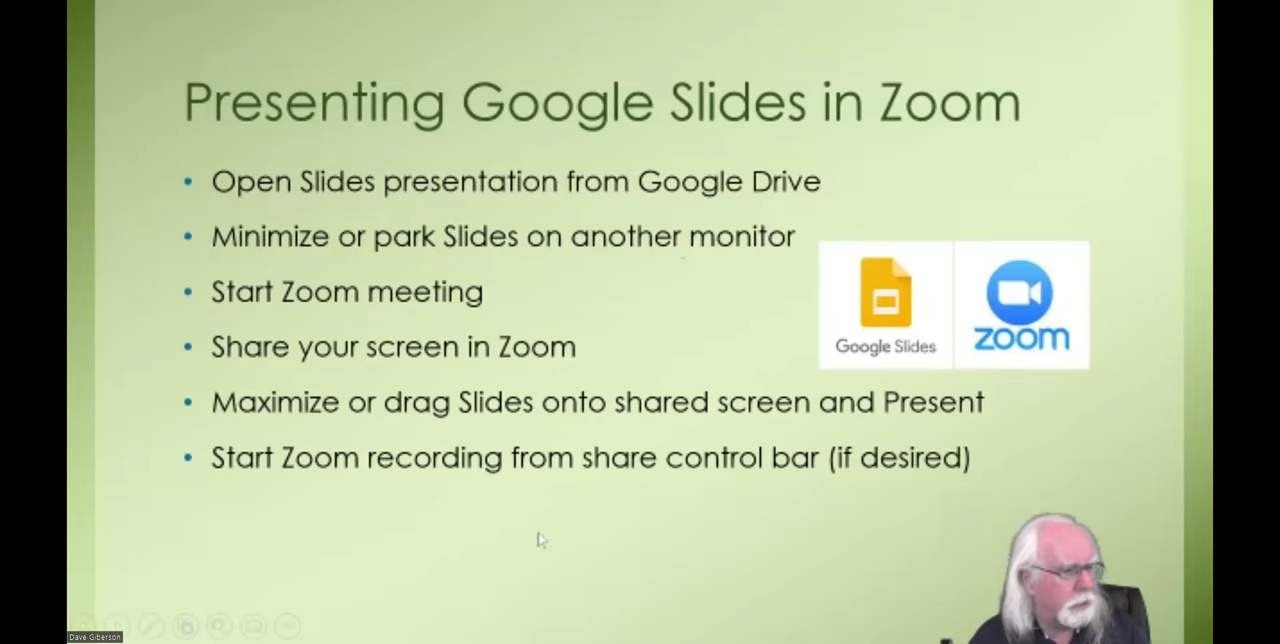 Presenting Google Slides in Zoom
• Open Slides presentation from Google Drive
• Minimize or park Slides on another monitor
• Start Zoom meeting
• Share your screen in Zoom
• Maximize or drag Slides onto shared screen and Present
• Start Zoom recording from share control bar (if desired)
Google Slides
zoom
Dave Giberson